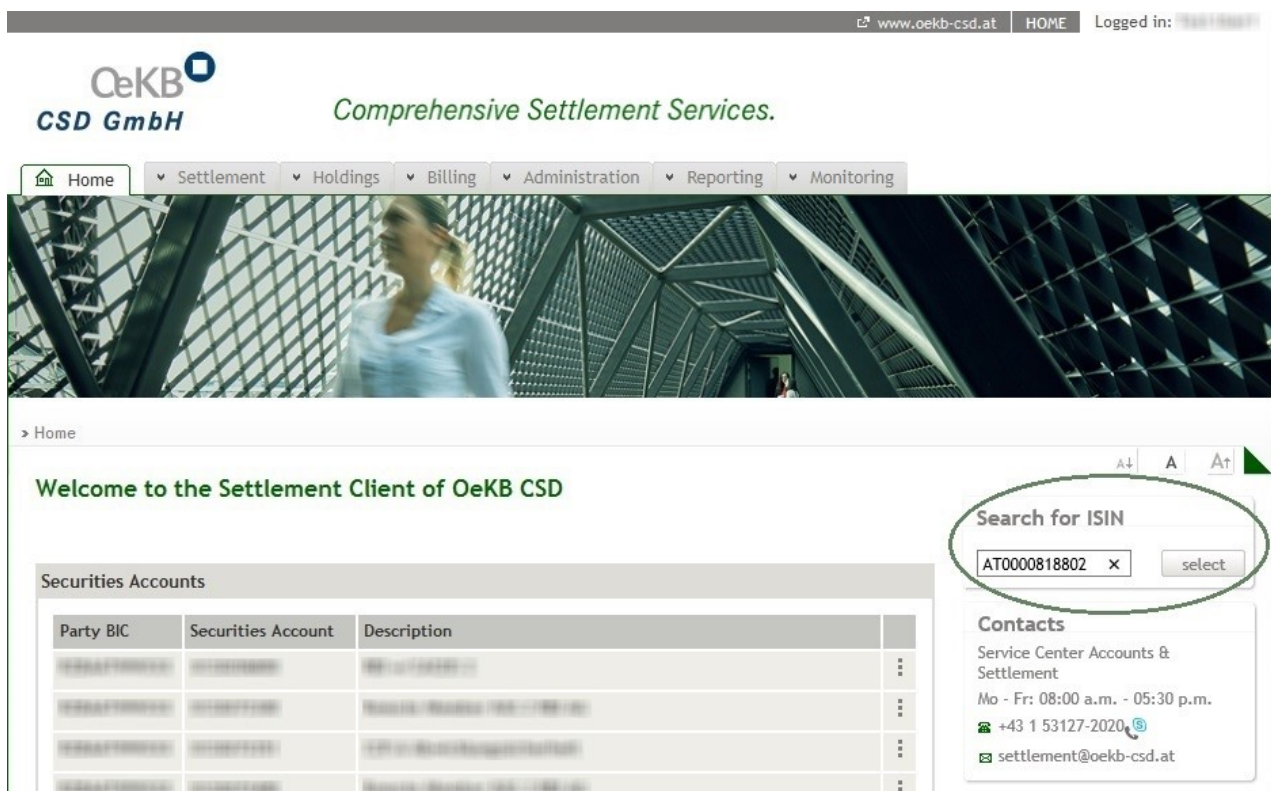 www.oekb-csd.at HOME Logged in:
OeKB
CSD GmbH
Comprehensive Settlement Services.
Home Settlement Holdings Billing Administration Reporting Monitoring
> Home
A↓ A A↑
Welcome to the Settlement Client of OeKB CSD
Search for ISIN
AT0000818802 × select
Securities Accounts
Party BIC Securities Account Description
Contacts
Service Center Accounts &
Settlement
Mo - Fr: 08:00 a.m. - 05:30 p.m.
+43 1 53127-2020
settlement@oekb-csd.at